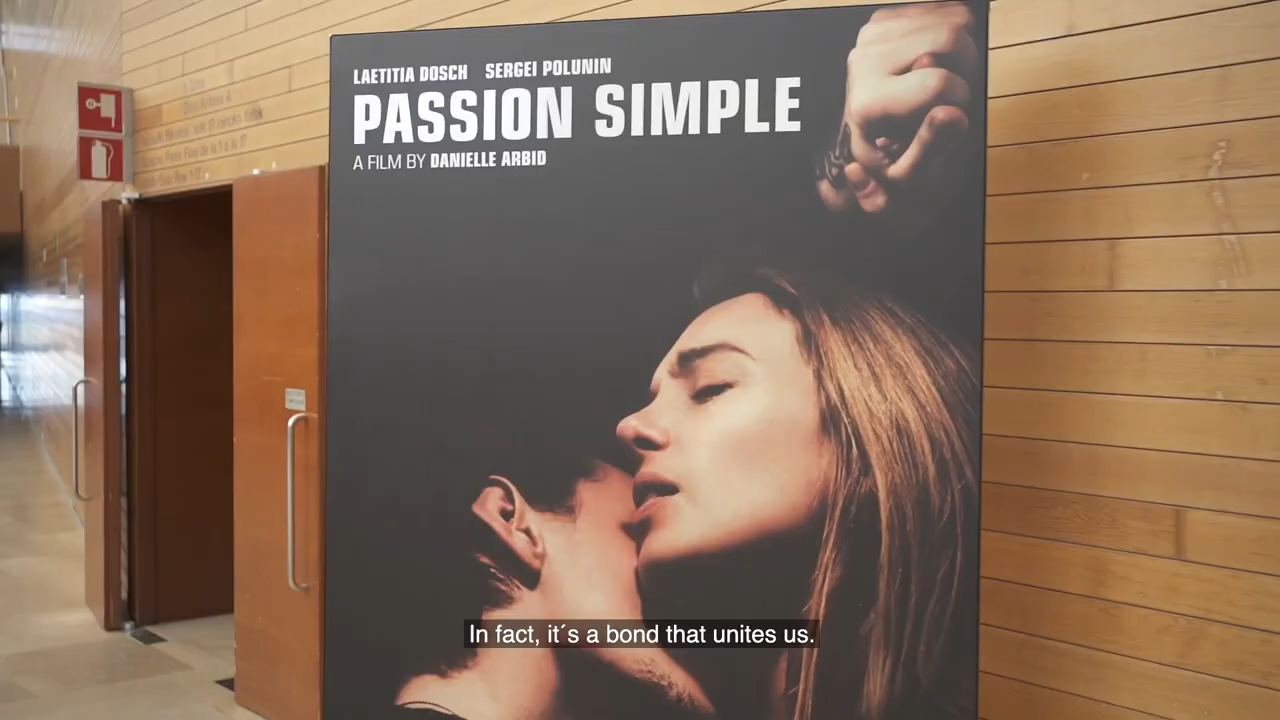 LAETITIA DOSCH SERGEI POLUNIN
PASSION SIMPLE
A FILM BY DANIELLE ARBID
In fact, it´s a bond that unites us.